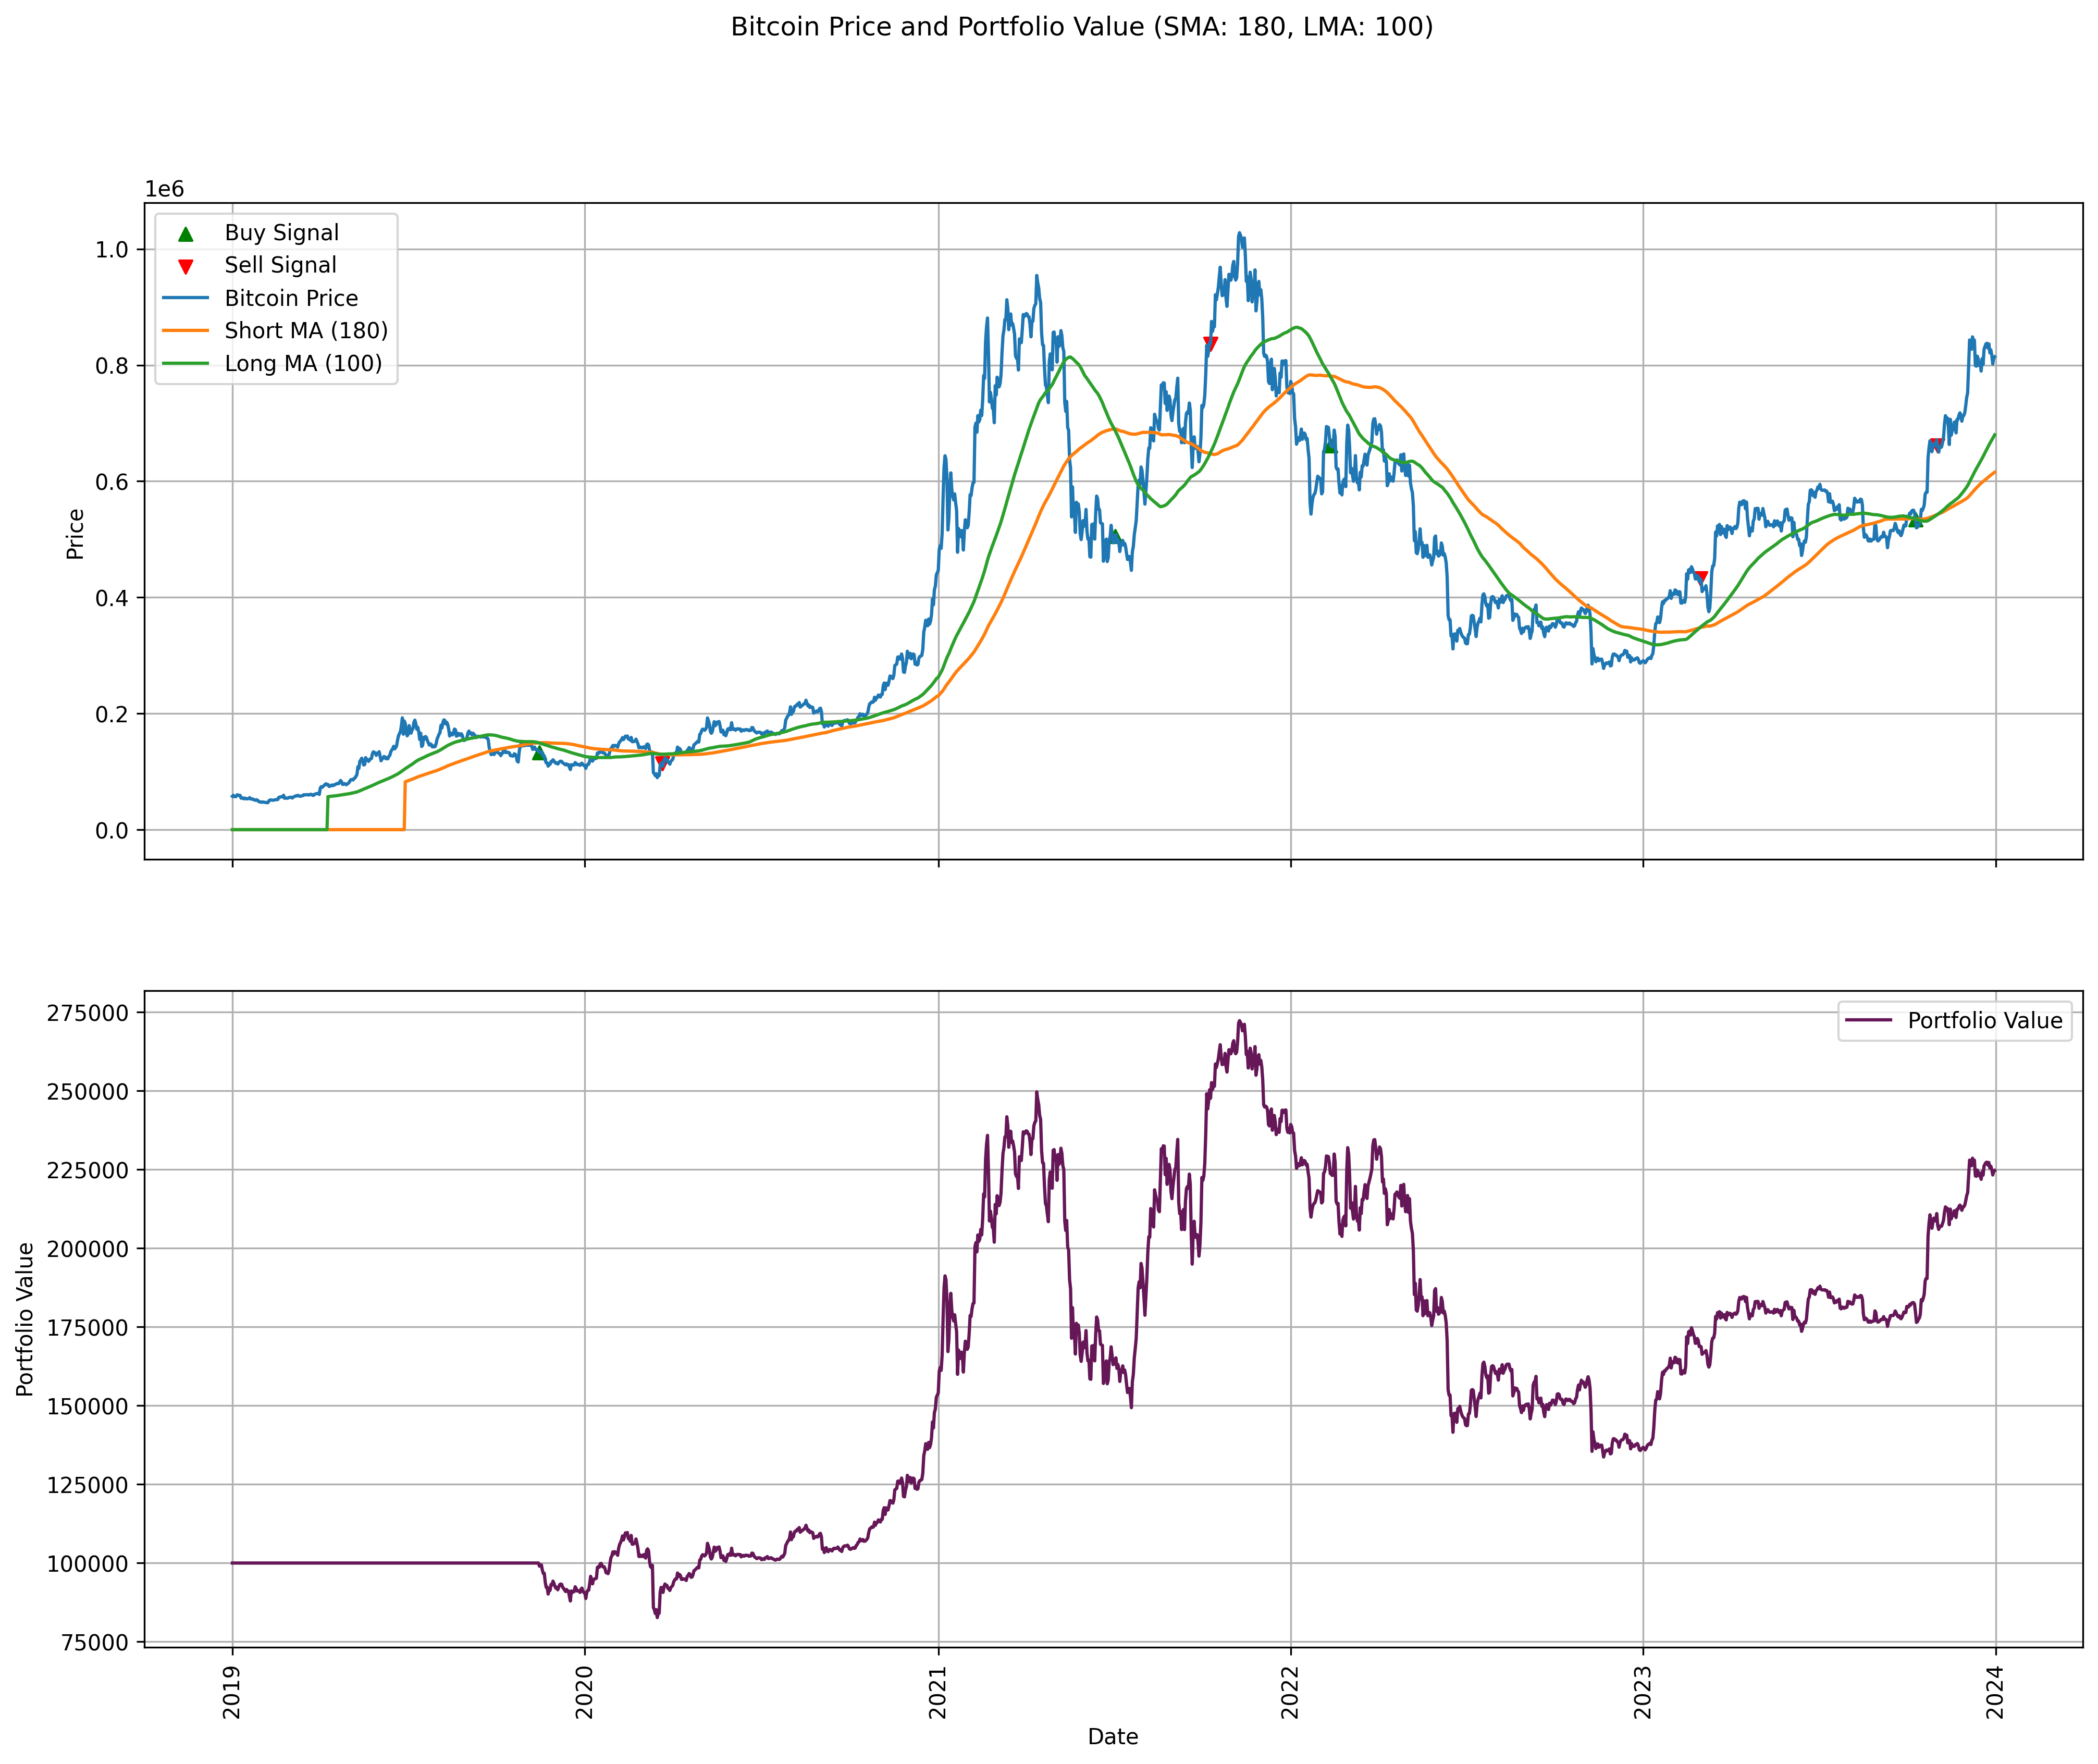 Bitcoin Price and Portfolio Value (SMA: 180, LMA: 100)
1e6
Buy Signal
Sell Signal
Bitcoin Price
Short MA (180)
Long MA (100)
Price
1.0
0.8
0.6
0.4
0.2
0.0
Portfolio Value
Portfolio Value
275000
250000
225000
200000
175000
150000
125000
100000
75000
2019
2020
2021
2022
2023
2024
Date